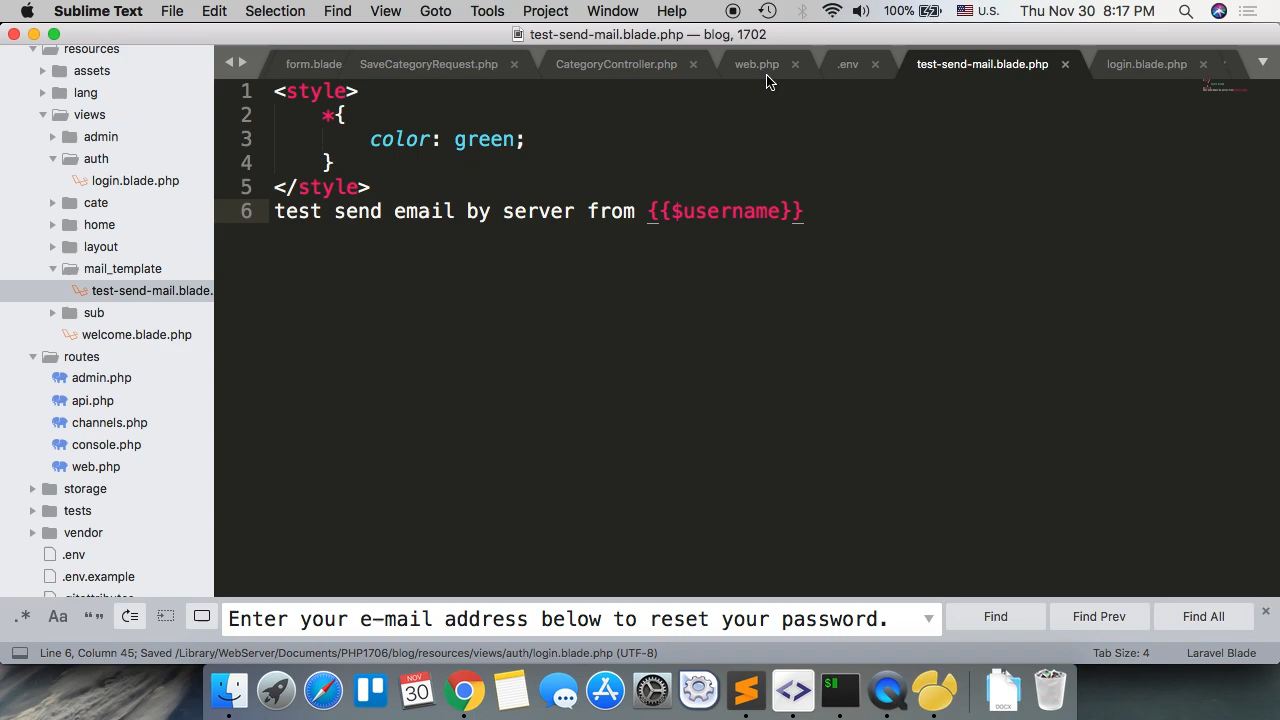 Sublime Text File Edit Selection Find View Goto Tools Project Window Help 100% U.S. Thu Nov 30 8:17 PM
test-send-mail.blade.php — blog, 1702
resources
assets
lang
views
admin
auth
login.blade.php
cate
home
layout
mail_template
test-send-mail.blade.
sub
welcome.blade.php
routes
admin.php
api.php
channels.php
console.php
web.php
storage
tests
vendor
.env
.env.example
.gitattributes
form.blade SaveCategoryRequest.php × CategoryController.php × web.php × .env × test-send-mail.blade.php × login.blade.php ×
1 <style>
2 *{
3 color: green;
4 }
5 </style>
6 test send email by server from {{$username}}
.* Aa “” Enter your e-mail address below to reset your password. Find Find Prev Find All ×
Line 6, Column 45; Saved /Library/WebServer/Documents/PHP1706/blog/resources/views/auth/login.blade.php (UTF-8) Tab Size: 4 Laravel Blade
NOV
30
$
DOCX